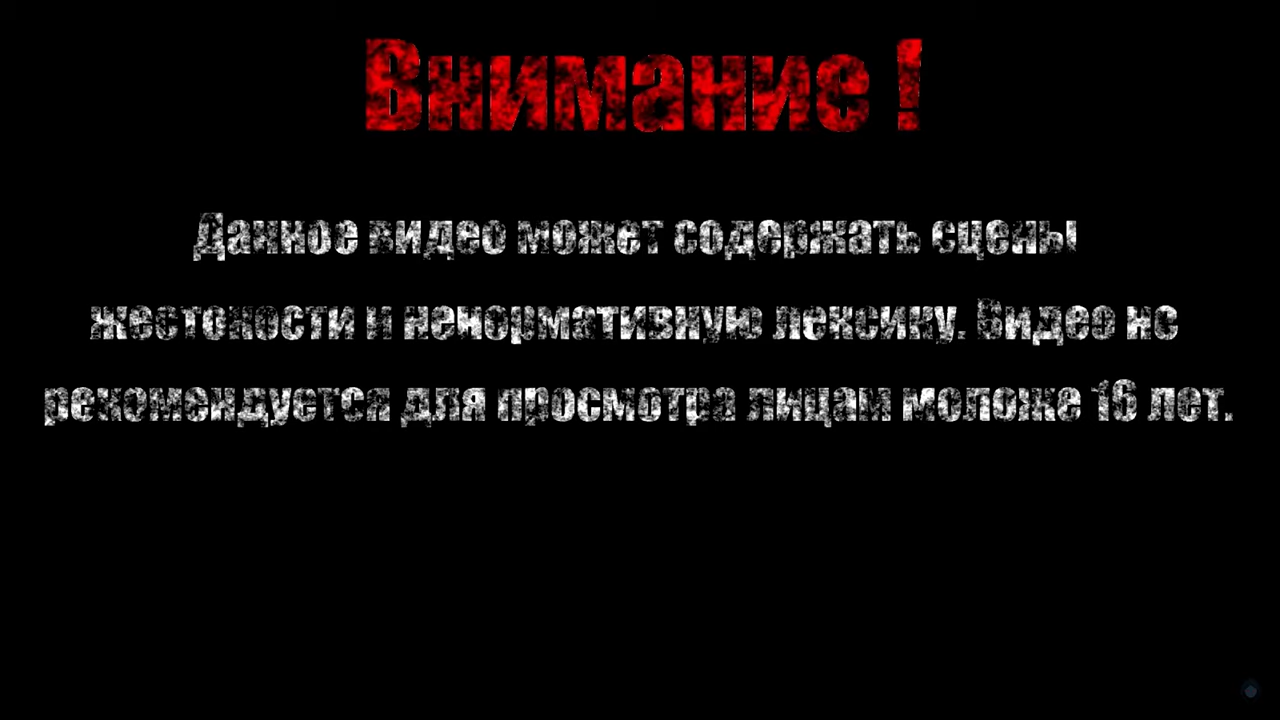 Внимание !
Данное видео может содержать сцены
жестокости и ненормативную лексику. Видео не
рекомендуется для просмотра лицам моложе 16 лет.